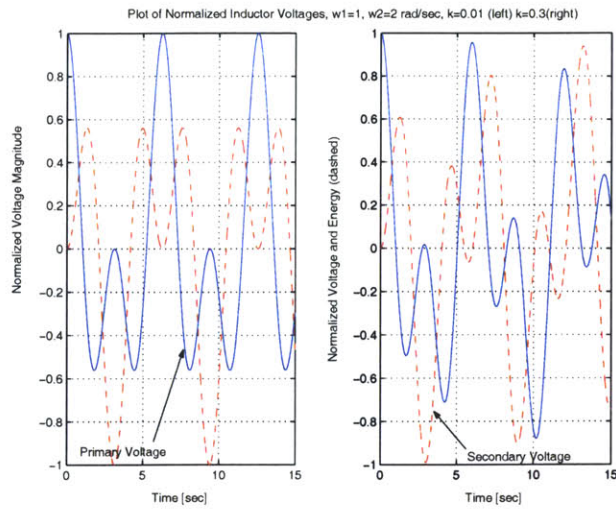 Plot of Normalized Inductor Voltages, w1=1, w2=2 rad/sec, k=0.01 (left) k=0.3(right)
Normalized Voltage Magnitude
1
0.8
0.6
0.4
0.2
0
-0.2
-0.4
-0.6
-0.8
-1
Primary Voltage
0 5 10 15
Time [sec]
Normalized Voltage and Energy (dashed)
1
0.8
0.6
0.4
0.2
0
-0.2
-0.4
-0.6
-0.8
-1
Secondary Voltage
0 5 10 15
Time [sec]